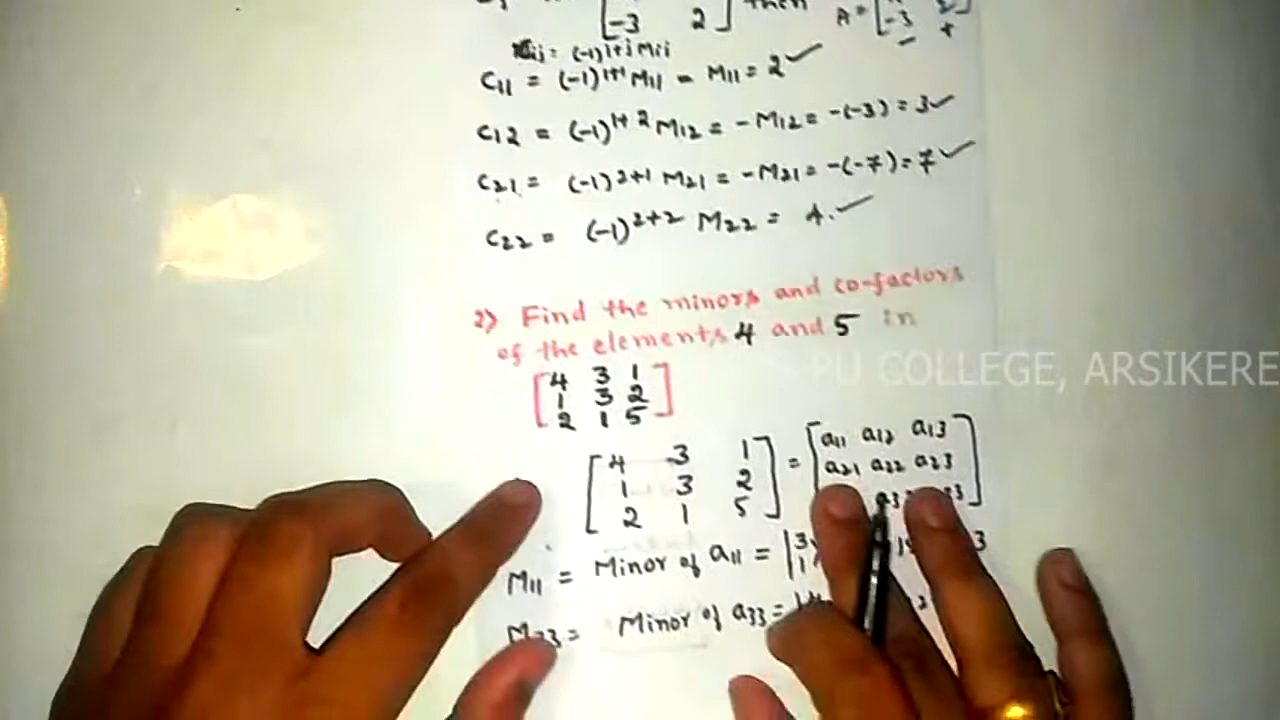 [-3 2] then A = [-3
Cij = (-1)^i+j Mij
C11 = (-1)^1+1 M11 = M11 = 2 ✓
C12 = (-1)^1+2 M12 = -M12 = -(-3) = 3 ✓
C21 = (-1)^2+1 M21 = -M21 = -(-7) = 7 ✓
C22 = (-1)^2+2 M22 = 4. ✓
2) Find the minors and co-factors
of the elements 4 and 5 in
PU COLLEGE, ARSIKERE
[4 3 1
1 3 2
2 1 5]
[4 3 1] = [a11 a12 a13
1 3 2 a21 a22 a23
2 1 5]
M11 = Minor of a11 = |3
1
M33 = Minor of a33 =